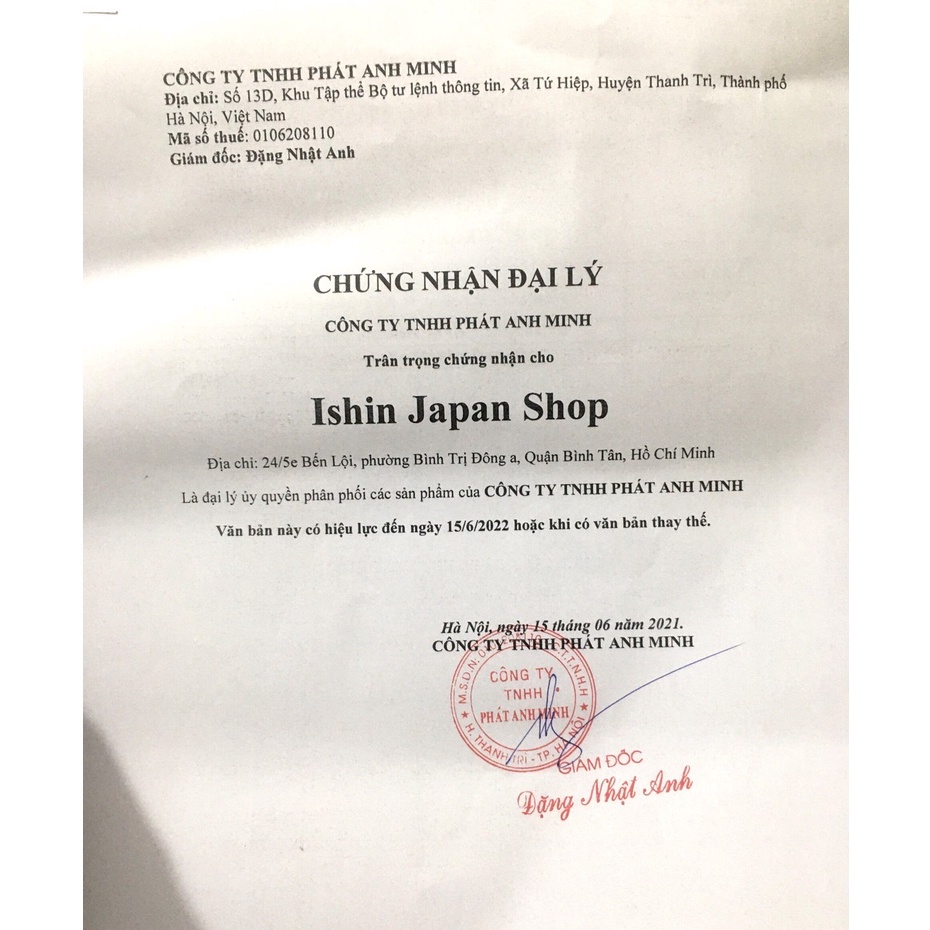 CÔNG TY TNHH PHÁT ANH MINH
Địa chỉ: Số 13D, Khu Tập thể Bộ tư lệnh thông tin, Xã Tứ Hiệp, Huyện Thanh Trì, Thành phố
Hà Nội, Việt Nam
Mã số thuế: 0106208110
Giám đốc: Đặng Nhật Anh
CHỨNG NHẬN ĐẠI LÝ
CÔNG TY TNHH PHÁT ANH MINH
Trân trọng chứng nhận cho
Ishin Japan Shop
Địa chỉ: 24/5e Bến Lội, phường Bình Trị Đông a, Quận Bình Tân, Hồ Chí Minh
Là đại lý ủy quyền phân phối các sản phẩm của CÔNG TY TNHH PHÁT ANH MINH
Văn bản này có hiệu lực đến ngày 15/6/2022 hoặc khi có văn bản thay thế.
Hà Nội, ngày 15 tháng 06 năm 2021.
CÔNG TY TNHH PHÁT ANH MINH
CÔNG TY
TNHH
PHÁT ANH MINH
H. THANH TRÌ - TP. HÀ NỘI
GIÁM ĐỐC
Đặng Nhật Anh